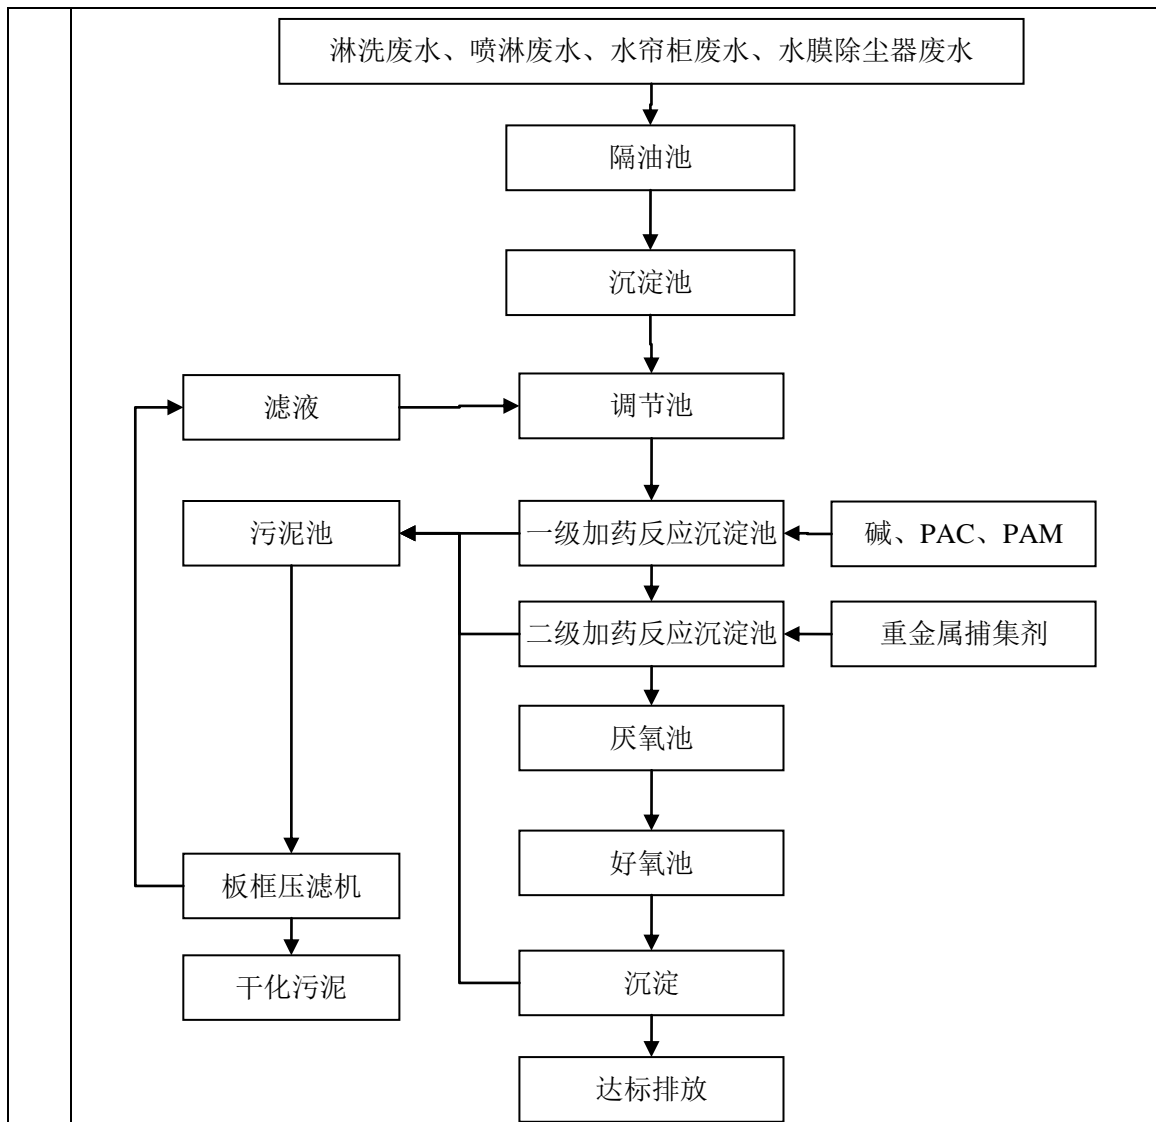 淋洗废水、喷淋废水、水帘柜废水、水膜除尘器废水
隔油池
沉淀池
滤液
调节池
污泥池
一级加药反应沉淀池
碱、PAC、PAM
二级加药反应沉淀池
重金属捕集剂
厌氧池
好氧池
板框压滤机
干化污泥
沉淀
达标排放